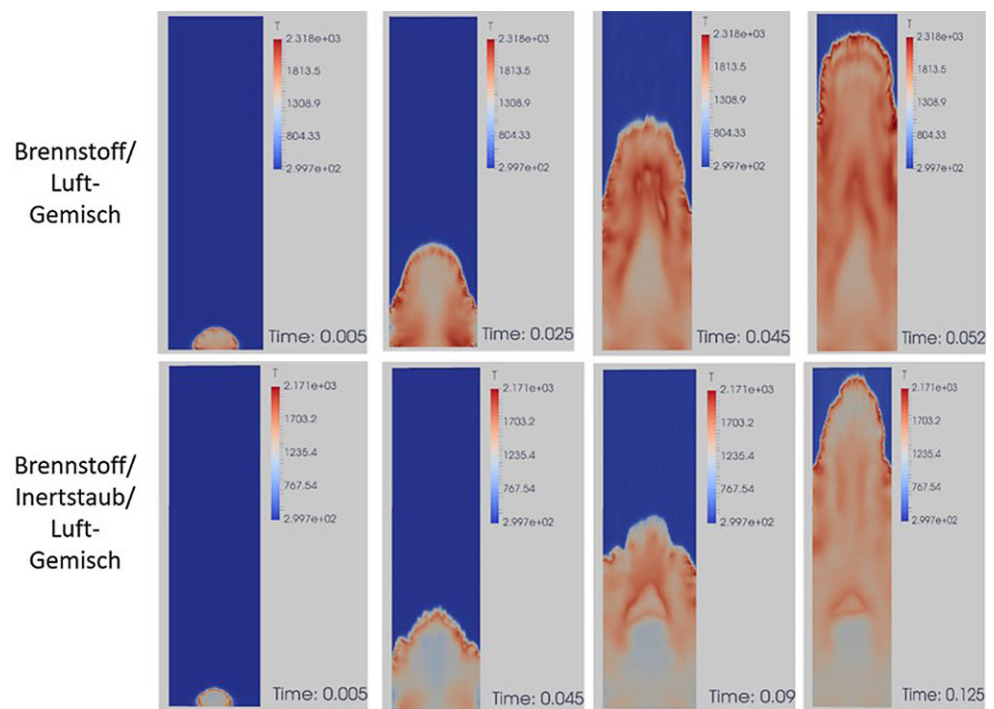 Brennstoff/
Luft-
Gemisch
T
2.318e+03
1813.5
1308.9
804.33
2.997e+02
Time: 0.005
T
2.318e+03
1813.5
1308.9
804.33
2.997e+02
Time: 0.025
T
2.318e+03
1813.5
1308.9
804.33
2.997e+02
Time: 0.045
T
2.318e+03
1813.5
1308.9
804.33
2.997e+02
Time: 0.052
Brennstoff/
Inertstaub/
Luft-
Gemisch
T
2.171e+03
1703.2
1235.4
767.54
2.997e+02
Time: 0.005
T
2.171e+03
1703.2
1235.4
767.54
2.997e+02
Time: 0.045
T
2.171e+03
1703.2
1235.4
767.54
2.997e+02
Time: 0.09
T
2.171e+03
1703.2
1235.4
767.54
2.997e+02
Time: 0.125